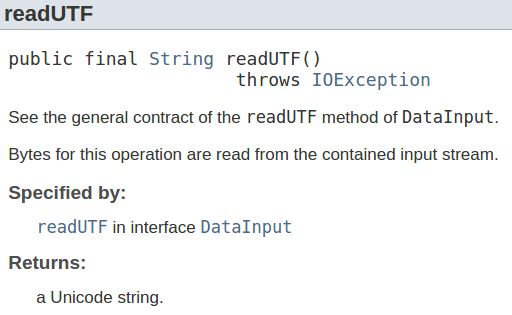 readUTF
public final String readUTF()
throws IOException
See the general contract of the readUTF method of DataInput.
Bytes for this operation are read from the contained input stream.
Specified by:
readUTF in interface DataInput
Returns:
a Unicode string.